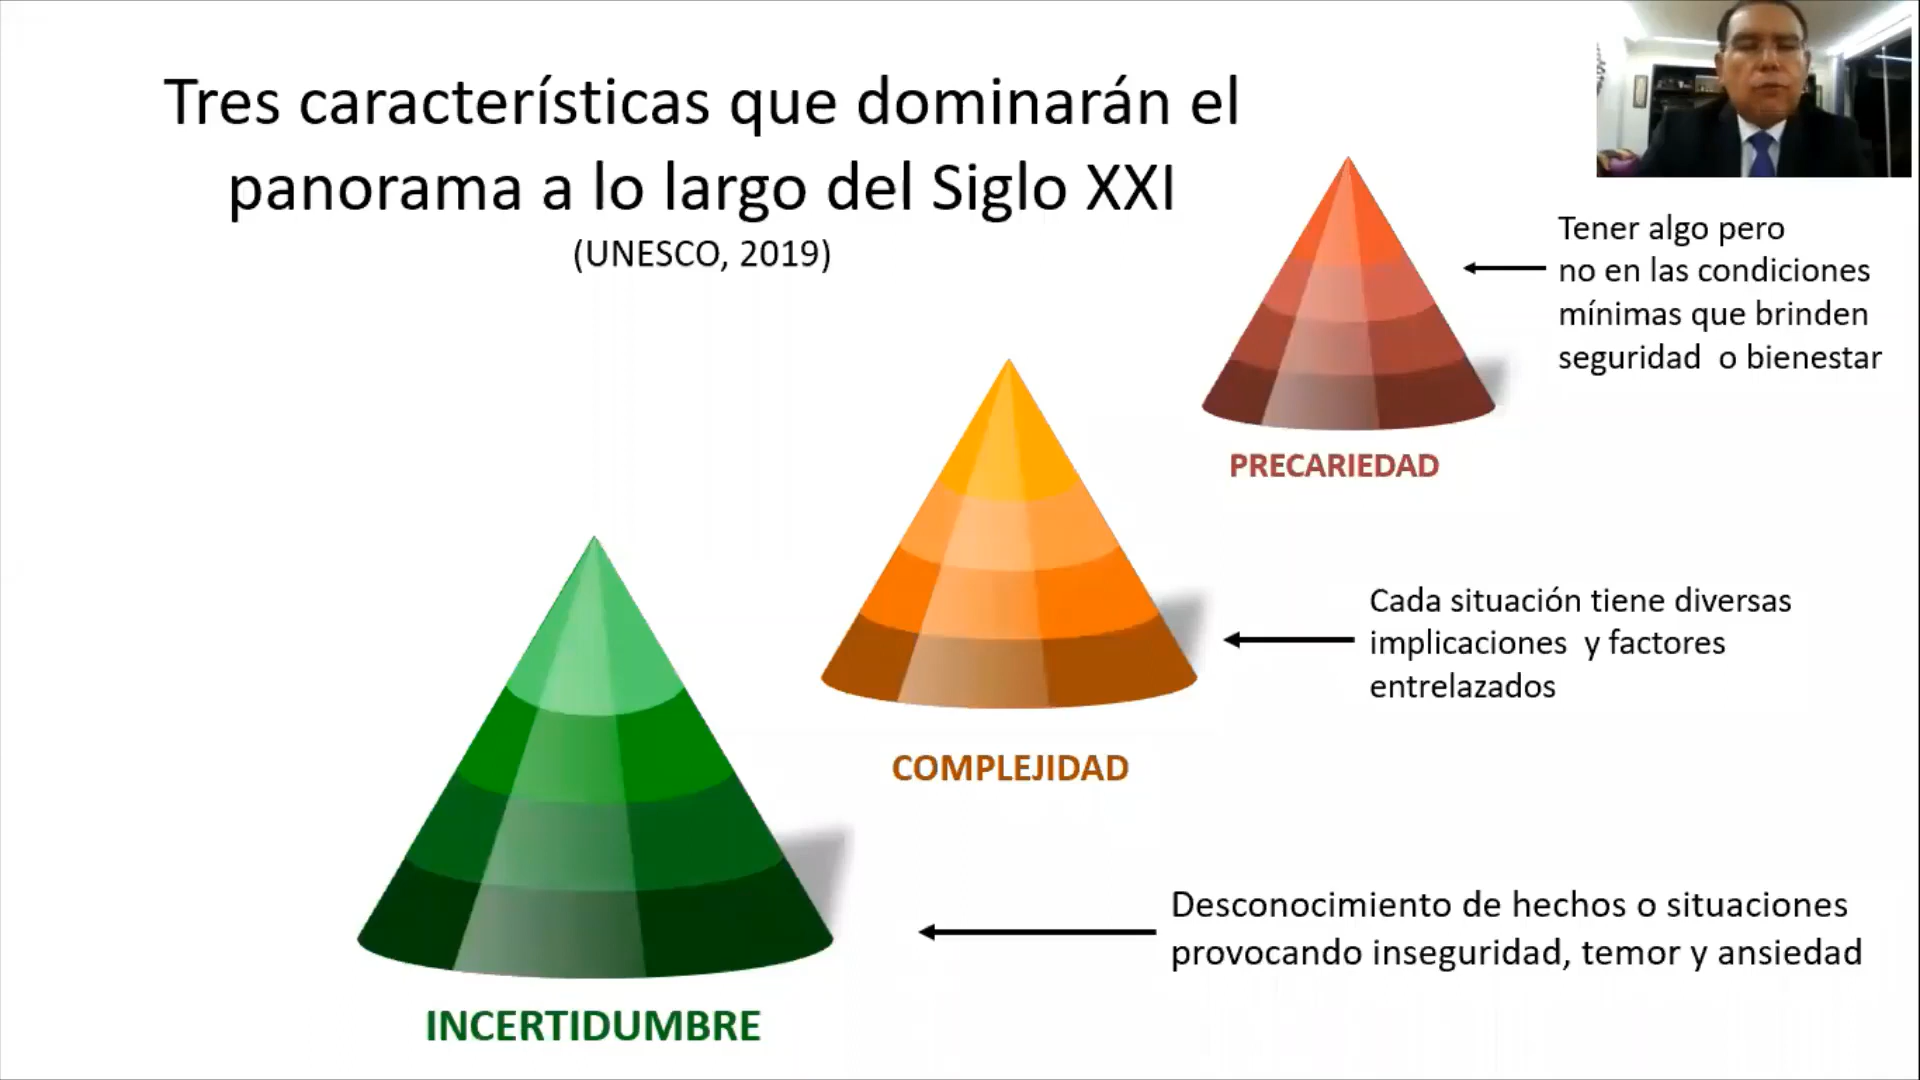 Tres características que dominarán el
panorama a lo largo del Siglo XXI
(UNESCO, 2019)
Tener algo pero
no en las condiciones
mínimas que brinden
seguridad o bienestar
PRECARIEDAD
Cada situación tiene diversas
implicaciones y factores
entrelazados
COMPLEJIDAD
Desconocimiento de hechos o situaciones
provocando inseguridad, temor y ansiedad
INCERTIDUMBRE